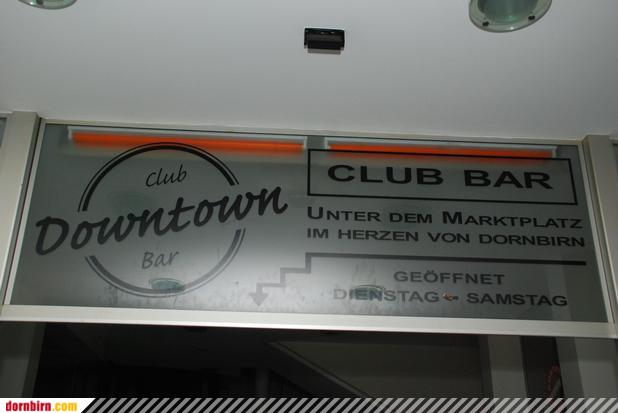 Club
Downtown
Bar
CLUB BAR
UNTER DEM MARKTPLATZ
IM HERZEN VON DORNBIRN
GEÖFFNET
DIENSTAG - SAMSTAG
dornbirn.com